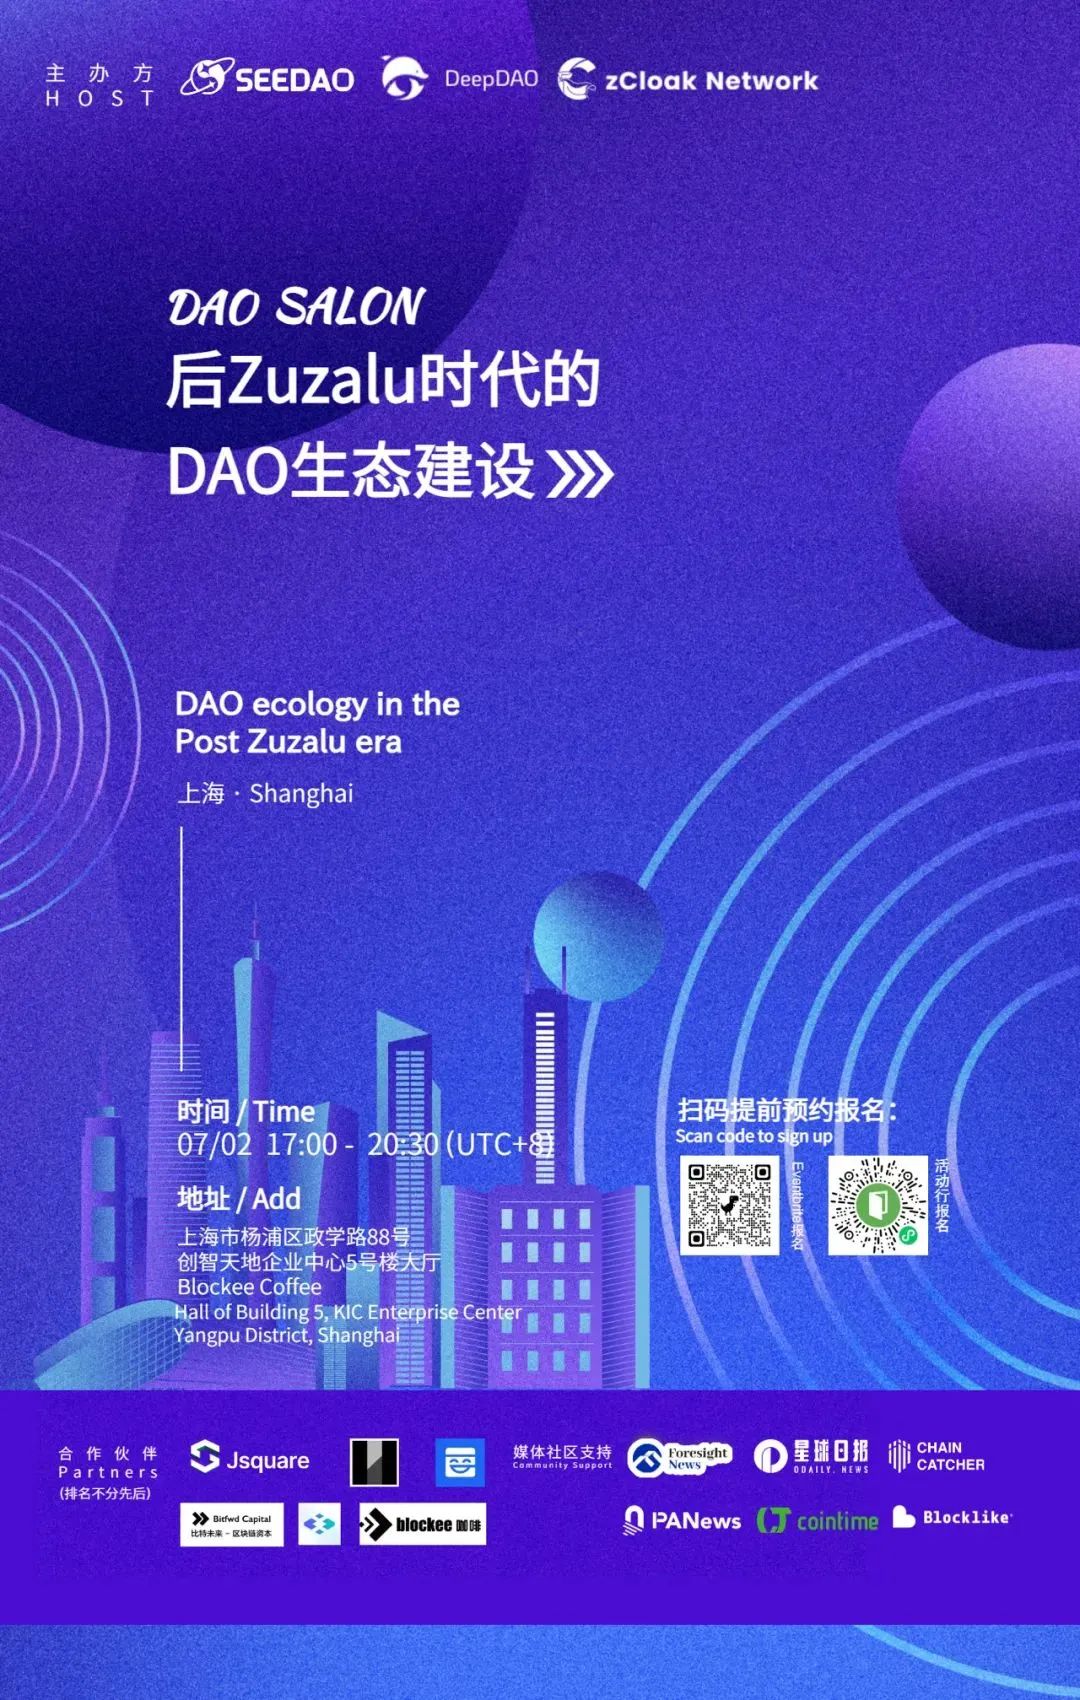 主办方
HOST
SEEDAO
DeepDAO
zCloak Network
DAO SALON
后Zuzalu时代的
DAO生态建设
DAO ecology in the
Post Zuzalu era
上海 · Shanghai
时间 / Time
07/02 17:00 - 20:30 (UTC+8)
地址 / Add
上海市杨浦区政学路88号
创智天地企业中心5号楼大厅
Blockee Coffee
Hall of Building 5, KIC Enterprise Center
Yangpu District, Shanghai
扫码提前预约报名：
Scan code to sign up
Eventbrite报名
活动行报名
合作伙伴
Partners
(排名不分先后)
Jsquare
Bitfwd Capital
比特未来 - 区块链资本
blockee 咖啡
媒体社区支持
Community Support
Foresight
News
星球日报
ODAILY. NEWS
CHAIN
CATCHER
PANews
cointime
Blocklike